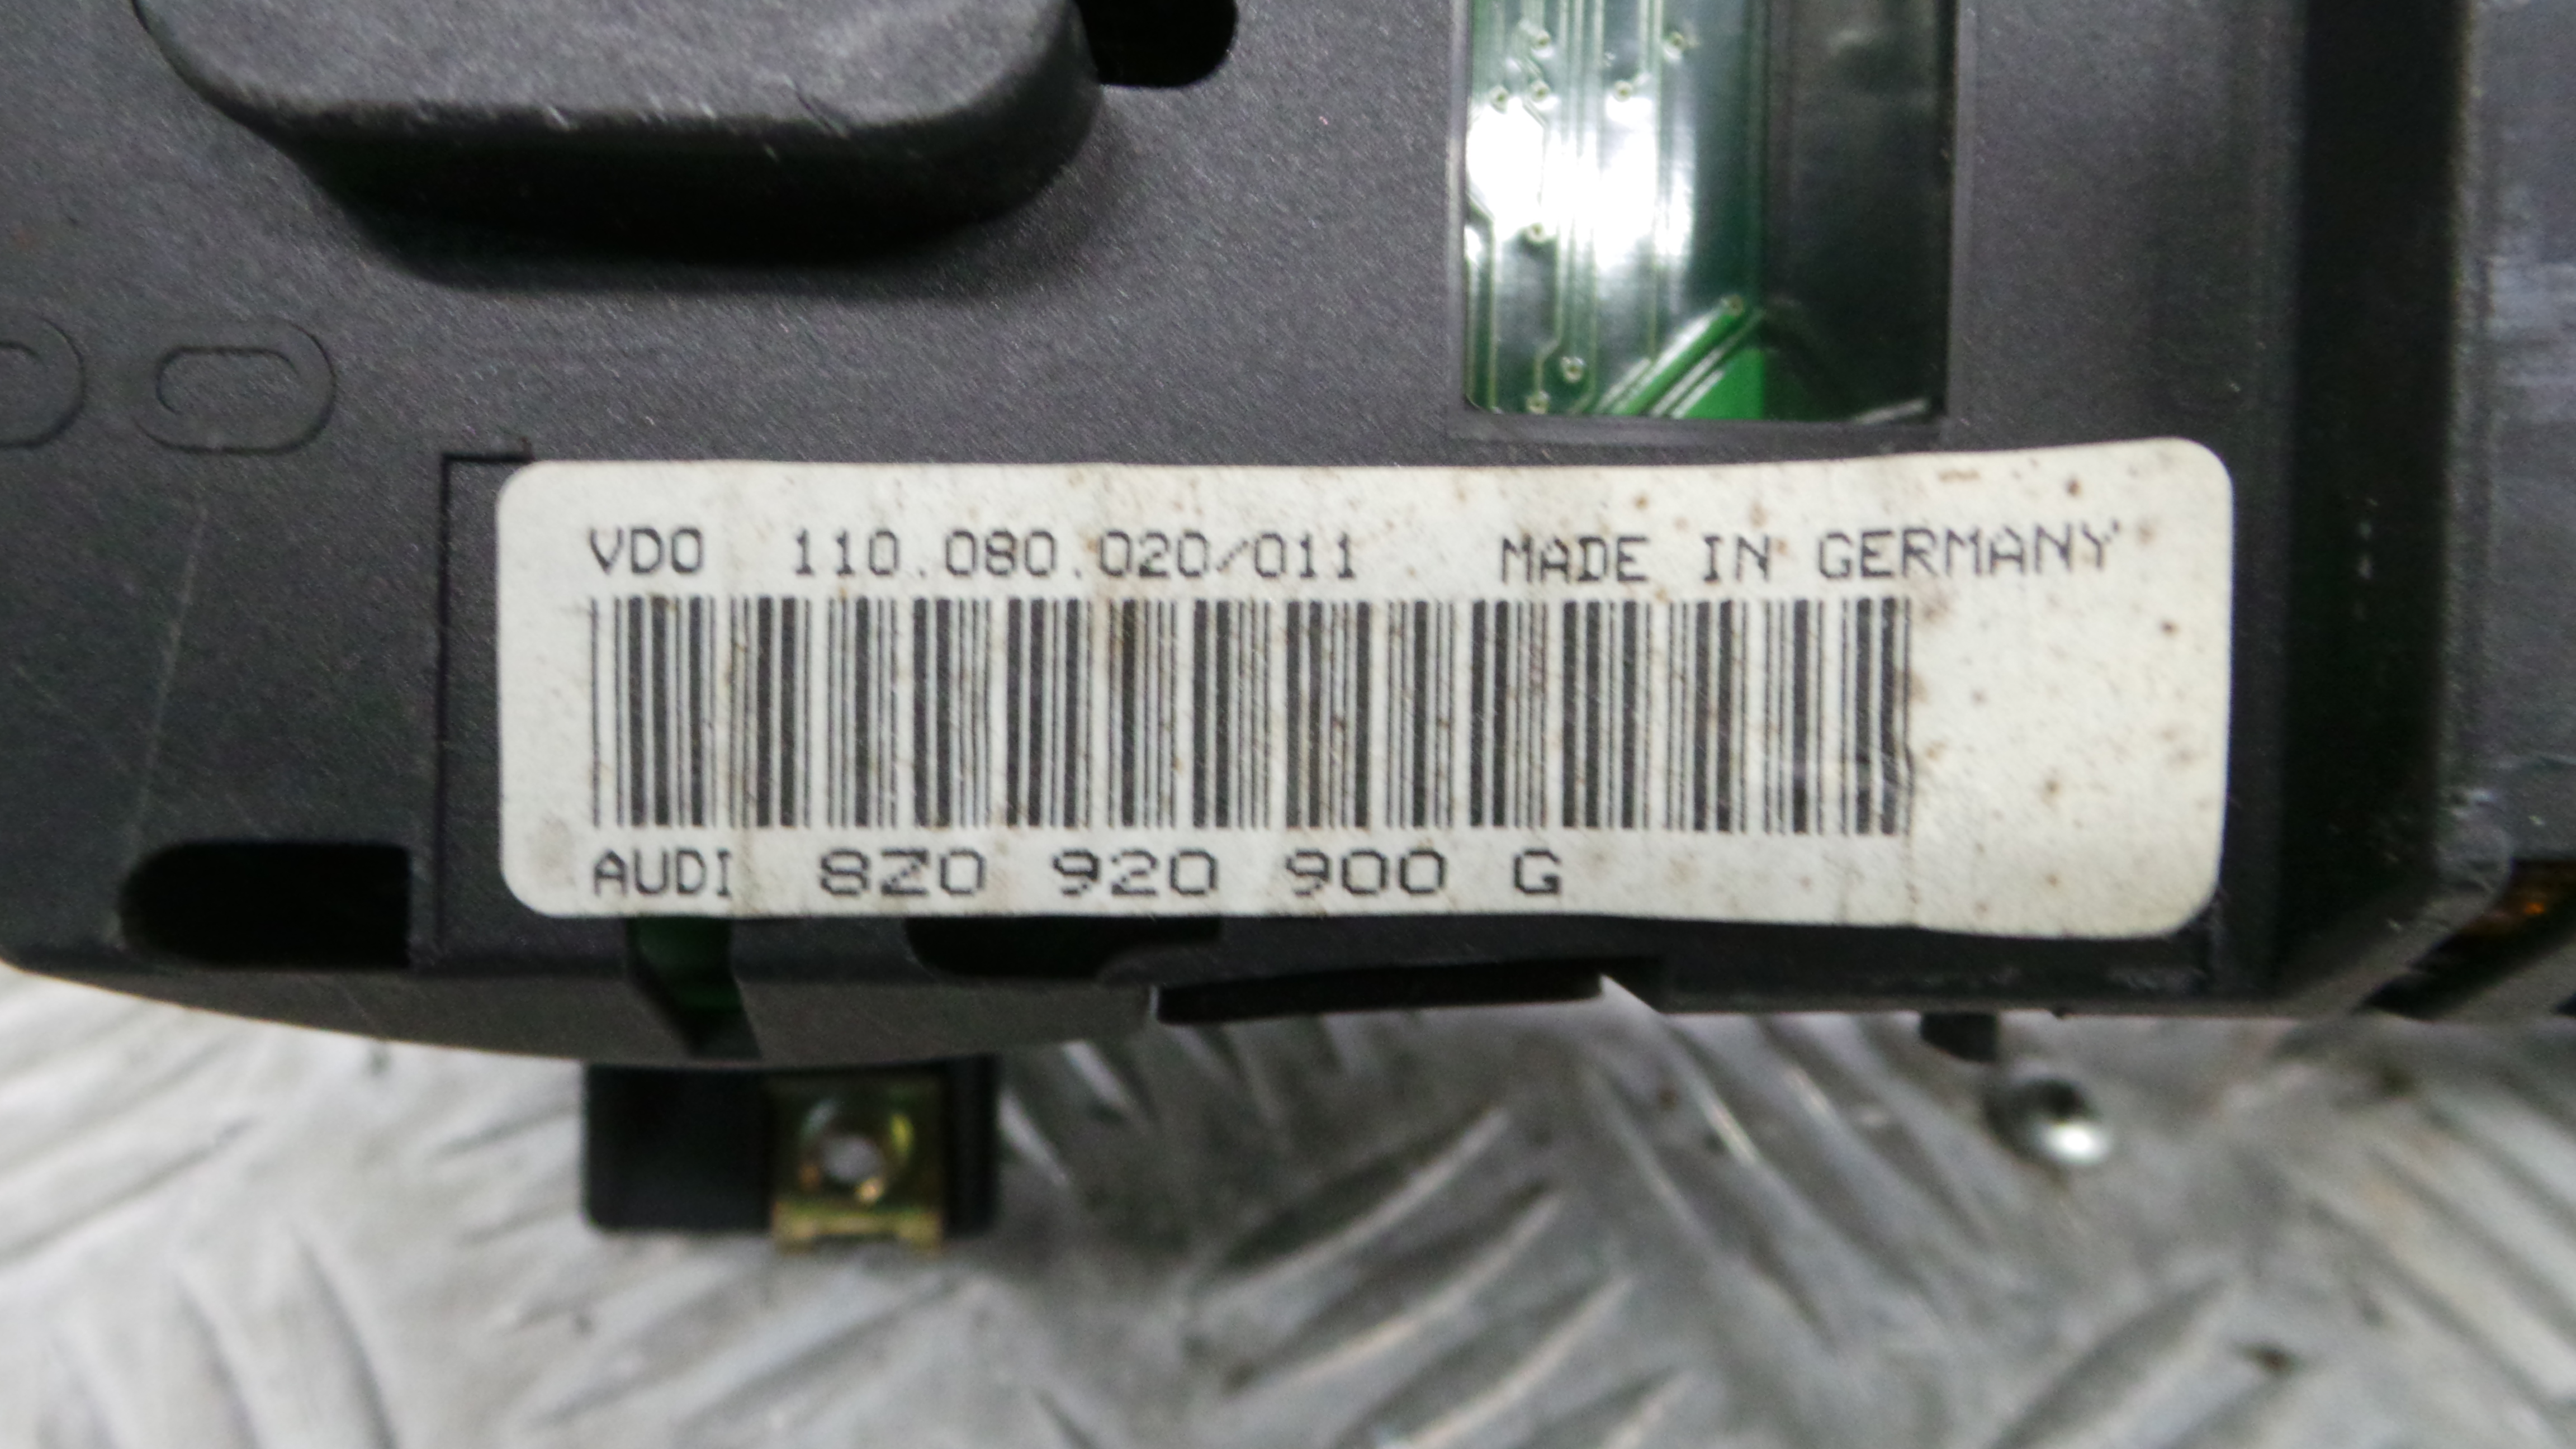 VDO 110.080.020/011 MADE IN GERMANY
AUDI 8Z0 920 900 G